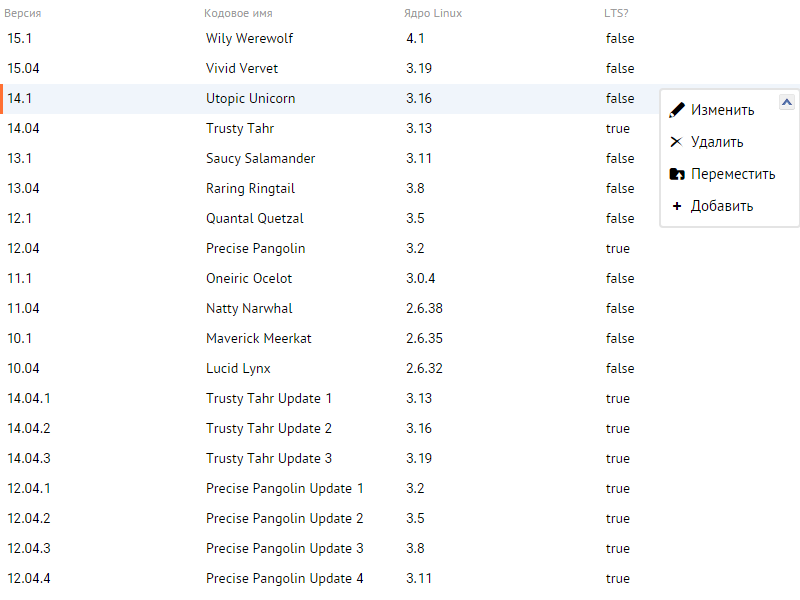 Версия Кодовое имя Ядро Linux LTS?
15.1 Wily Werewolf 4.1 false
15.04 Vivid Vervet 3.19 false
14.1 Utopic Unicorn 3.16 false
Изменить
14.04 Trusty Tahr 3.13 true
Удалить
13.1 Saucy Salamander 3.11 false
Переместить
13.04 Raring Ringtail 3.8 false
Добавить
12.1 Quantal Quetzal 3.5 false
12.04 Precise Pangolin 3.2 true
11.1 Oneiric Ocelot 3.0.4 false
11.04 Natty Narwhal 2.6.38 false
10.1 Maverick Meerkat 2.6.35 false
10.04 Lucid Lynx 2.6.32 false
14.04.1 Trusty Tahr Update 1 3.13 true
14.04.2 Trusty Tahr Update 2 3.16 true
14.04.3 Trusty Tahr Update 3 3.19 true
12.04.1 Precise Pangolin Update 1 3.2 true
12.04.2 Precise Pangolin Update 2 3.5 true
12.04.3 Precise Pangolin Update 3 3.8 true
12.04.4 Precise Pangolin Update 4 3.11 true